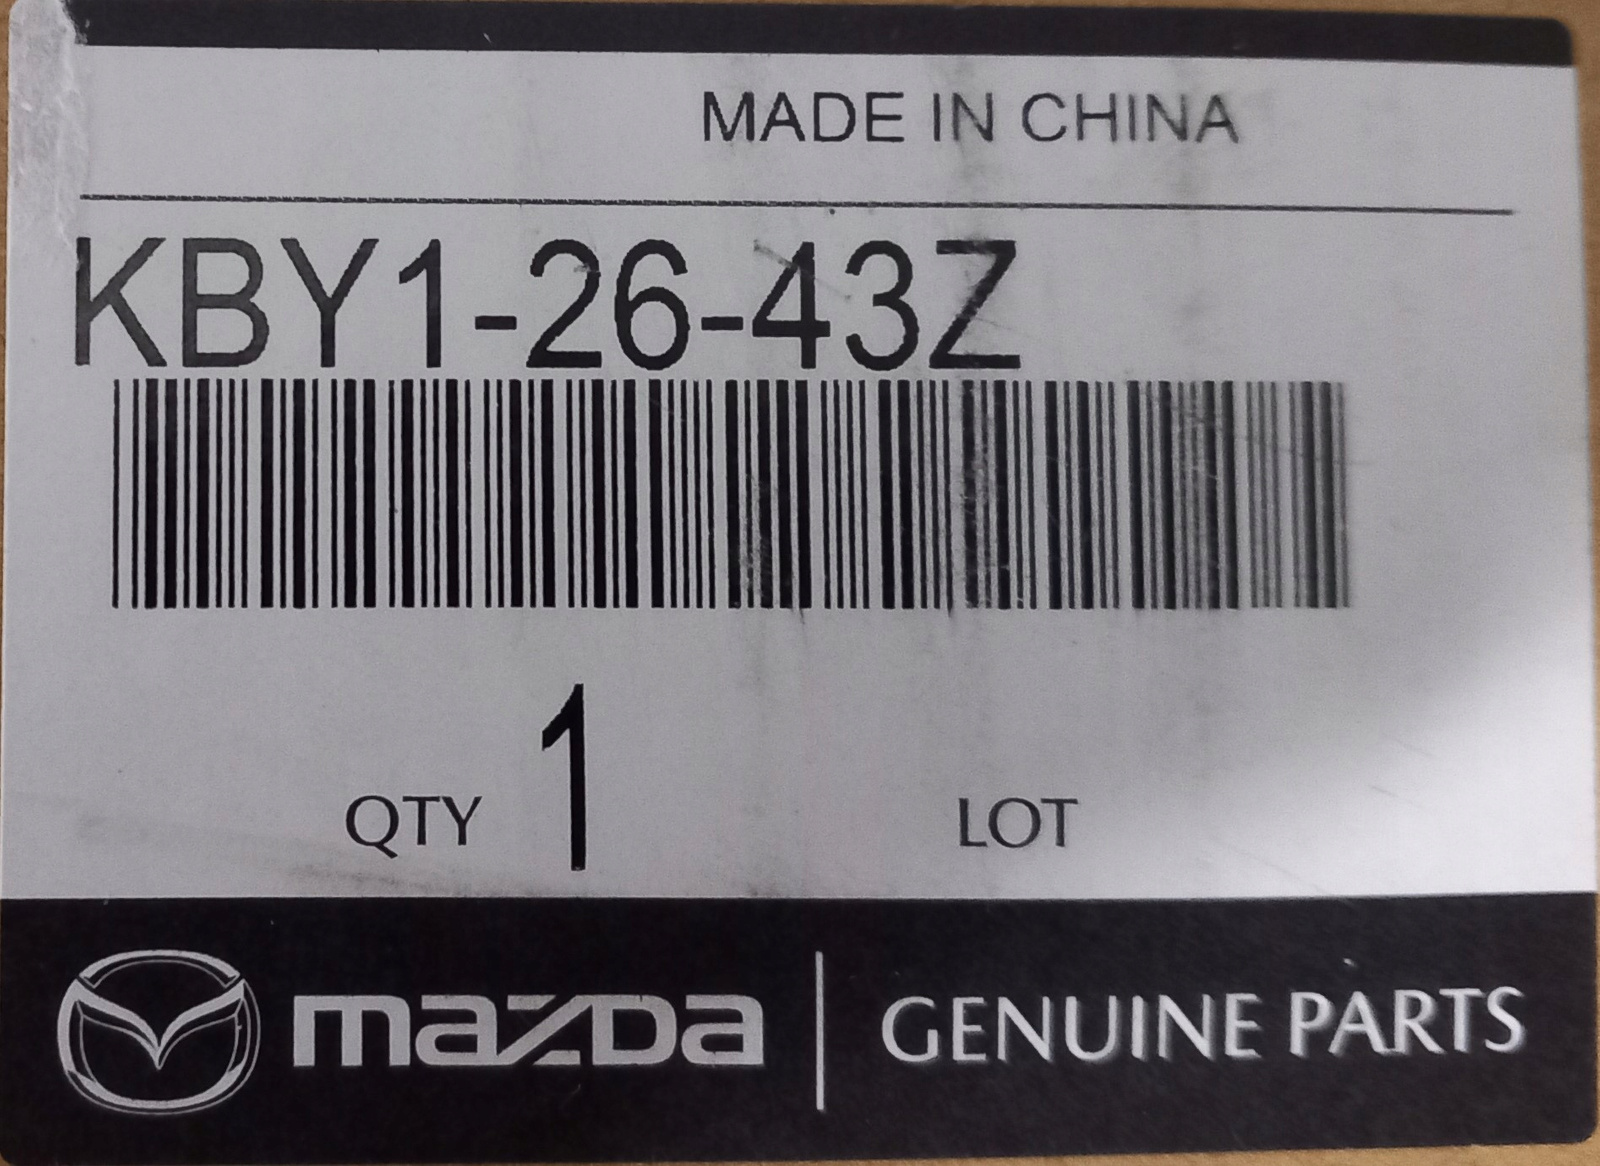 MADE IN CHINA
KBY1-26-43Z
QTY 1 LOT
mazda GENUINE PARTS